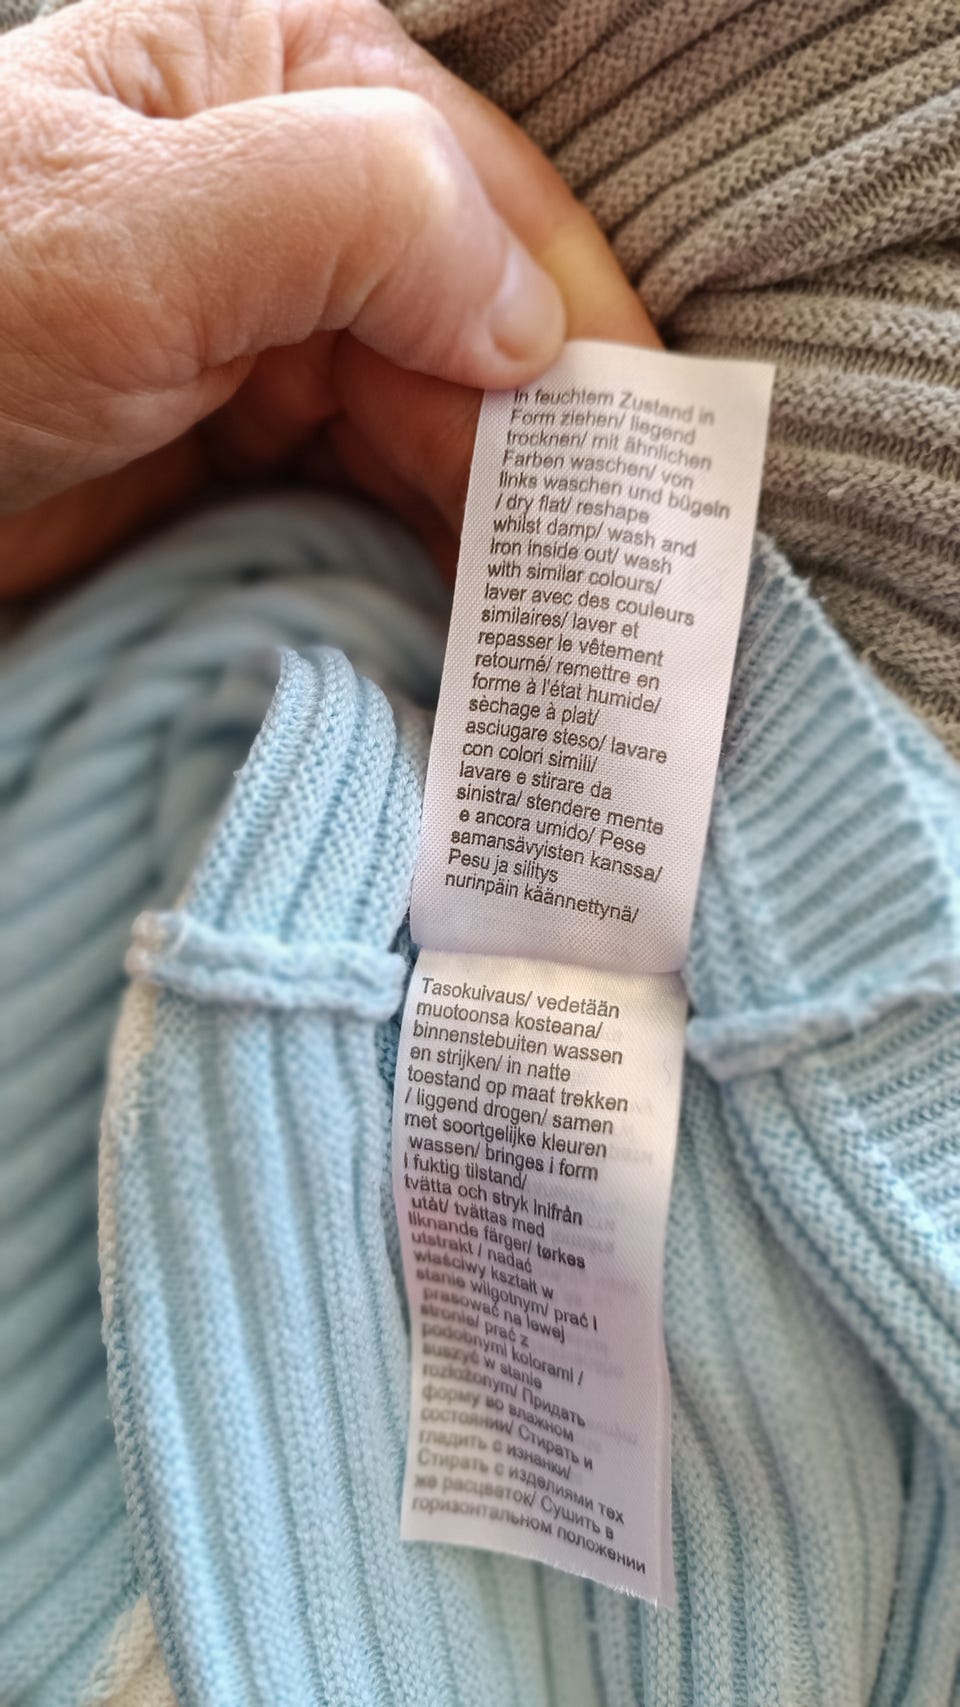 In feuchtem Zustand in
Form ziehen/ liegend
trocknen/ mit ähnlichen
Farben waschen/ von
links waschen und bügeln
/ dry flat/ reshape
whilst damp/ wash and
Iron inside out/ wash
with similar colours/
laver avec des couleurs
similaires/ laver et
repasser le vêtement
retourné/ remettre en
forme à l'état humide/
sèchage à plat/
asciugare steso/ lavare
con colori simili/
lavare e stirare da
sinistra/ stendere mente
e ancora umido/ Pese
samansävyisten kanssa/
Pesu ja silitys
nurinpäin käännettynä/
Tasokuivaus/ vedetään
muotoonsa kosteana/
binnenstebuiten wassen
en strijken/ in natte
toestand op maat trekken
/ liggend drogen/ samen
met soortgelijke kleuren
wassen/ bringes i form
i fuktig tilstand/
tvätta och stryk Inifrån
utåt/ tvättas med
liknande färger/ tørkes
utstrakt / nadać
właściwy kształt w
stanie wilgotnym/ prać i
prasować na lewej
stronie/ prać z
podobnymi kolorami /
suszyć w stanie
rozłożonym/ Придать
форму во влажном
состоянии/ Стирать и
гладить с изнанки/
Стирать с изделиями тех
же расцветок/ Сушить в
горизонтальном положении